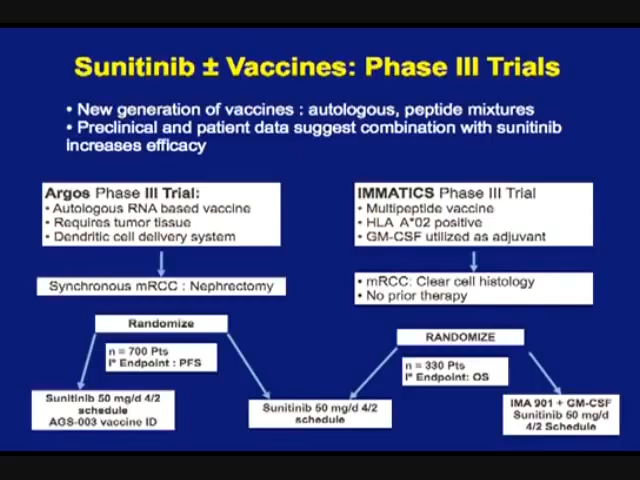 Sunitinib ± Vaccines: Phase III Trials
• New generation of vaccines : autologous, peptide mixtures
• Preclinical and patient data suggest combination with sunitinib
increases efficacy
Argos Phase III Trial:
• Autologous RNA based vaccine
• Requires tumor tissue
• Dendritic cell delivery system
Synchronous mRCC : Nephrectomy
Randomize
n = 700 Pts
I° Endpoint : PFS
Sunitinib 50 mg/d 4/2
schedule
AGS-003 vaccine ID
IMMATICS Phase III Trial
• Multipeptide vaccine
• HLA A*02 positive
• GM-CSF utilized as adjuvant
• mRCC: Clear cell histology
• No prior therapy
RANDOMIZE
n = 330 Pts
I° Endpoint: OS
Sunitinib 50 mg/d 4/2
schedule
IMA 901 + GM-CSF
Sunitinib 50 mg/d
4/2 Schedule